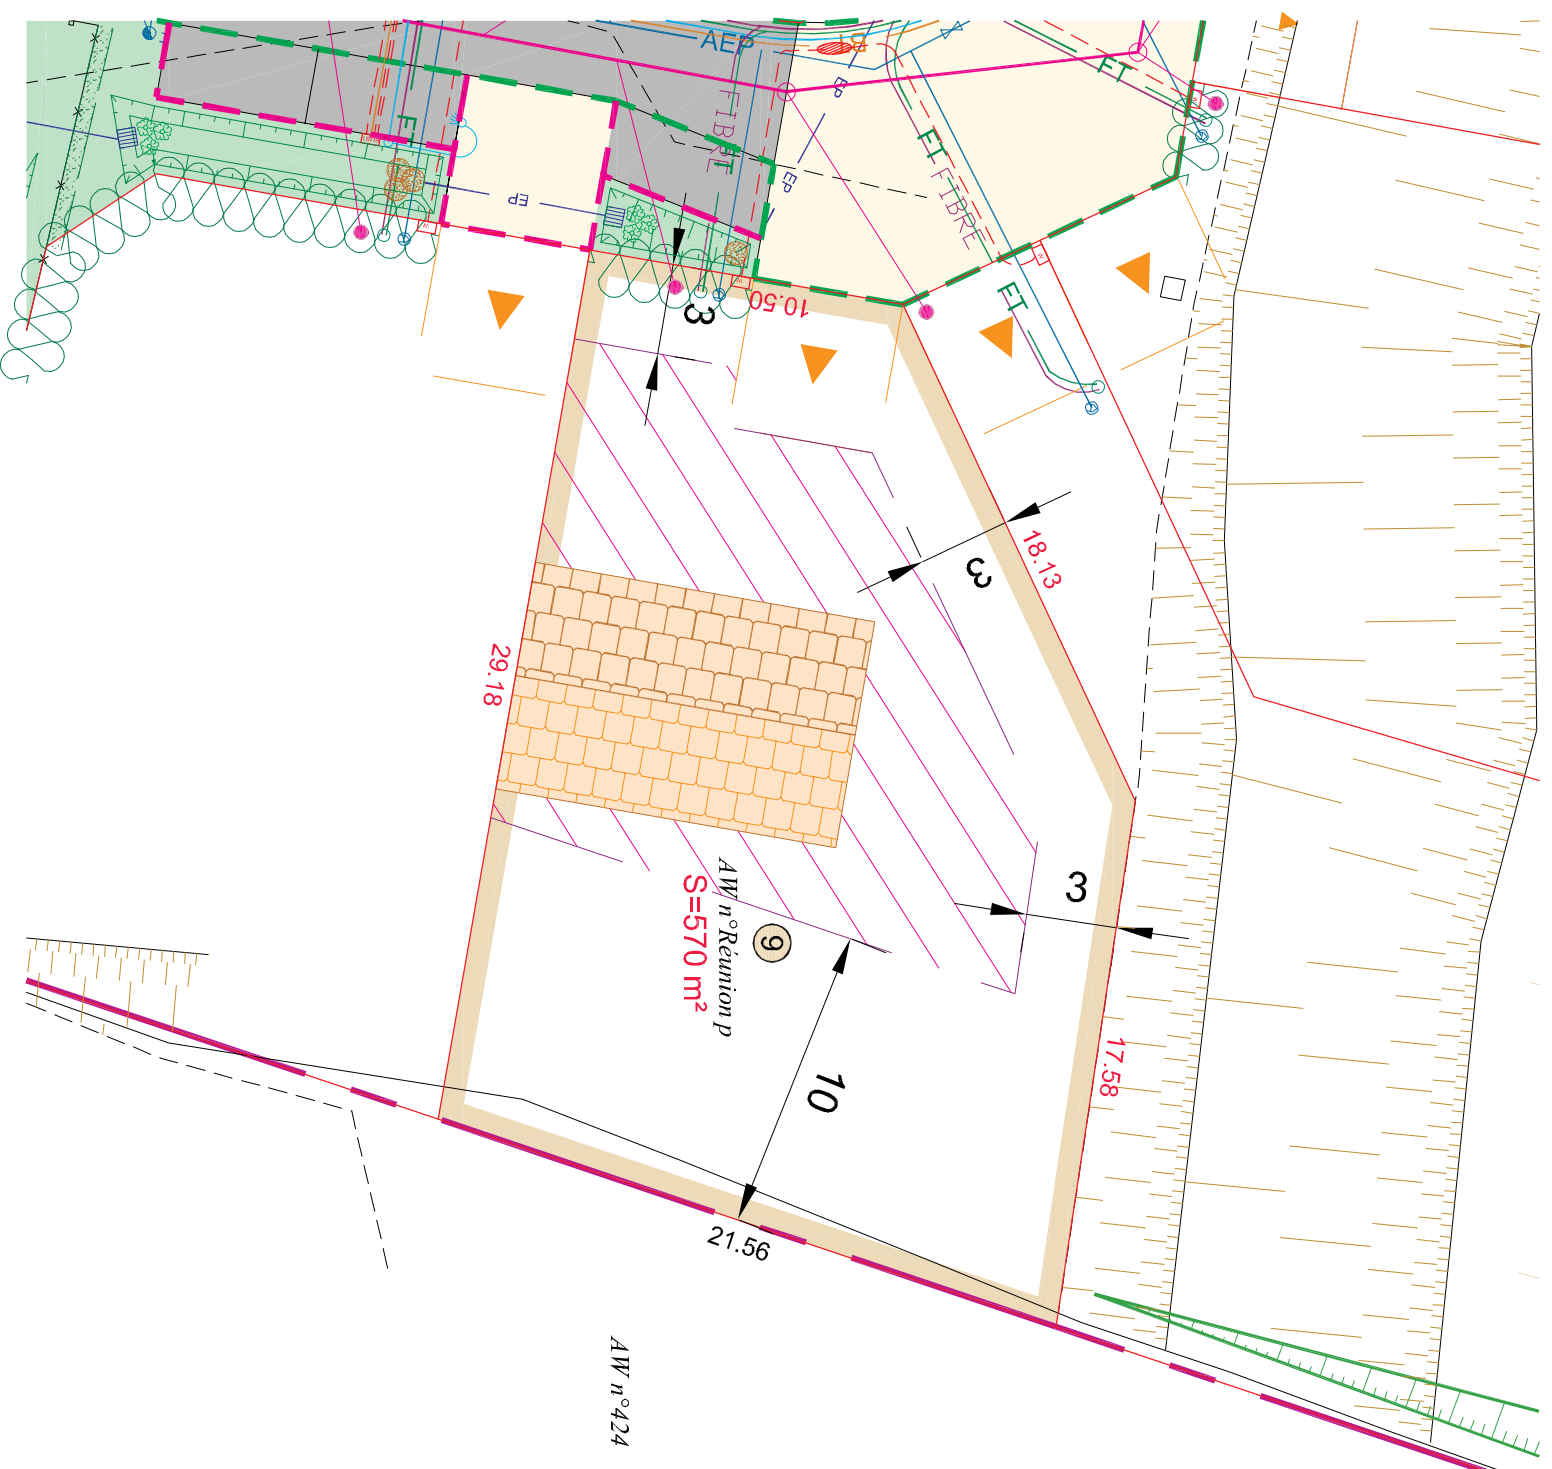 AEP
FT
FT
FIBRE
FT
EP
EP
EP
FT
FIBRE
FT
10.50
3
18.13
3
29.18
3
AW n°Réunion p
S=570 m²
9
17.58
10
21.56
AW n°424